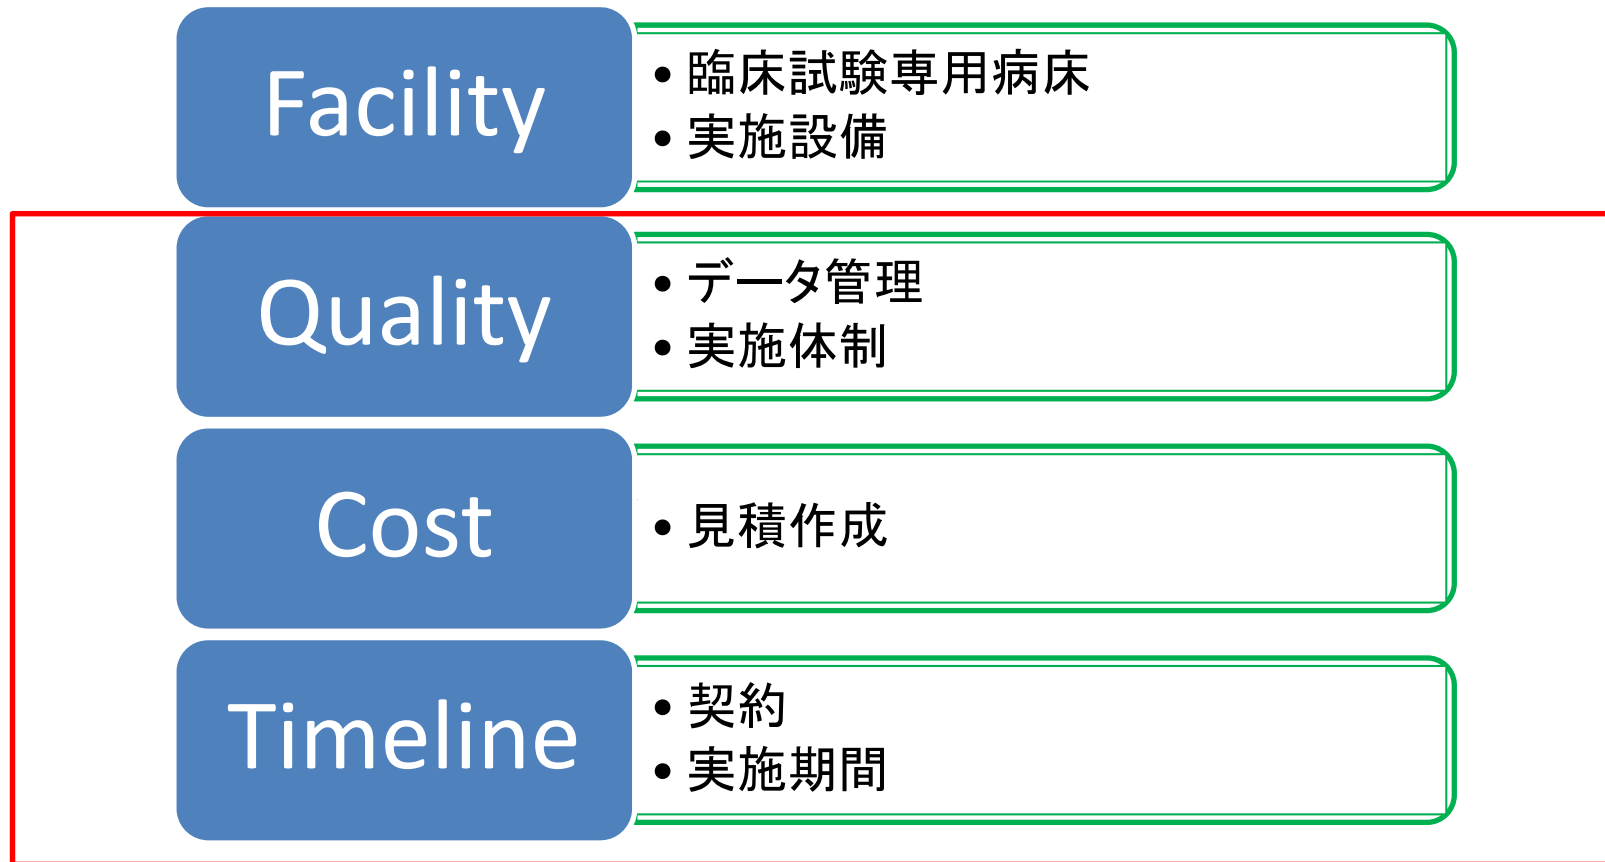 Facility
• 臨床試験専用病床
• 実施設備
Quality
• データ管理
• 実施体制
Cost
• 見積作成
Timeline
• 契約
• 実施期間